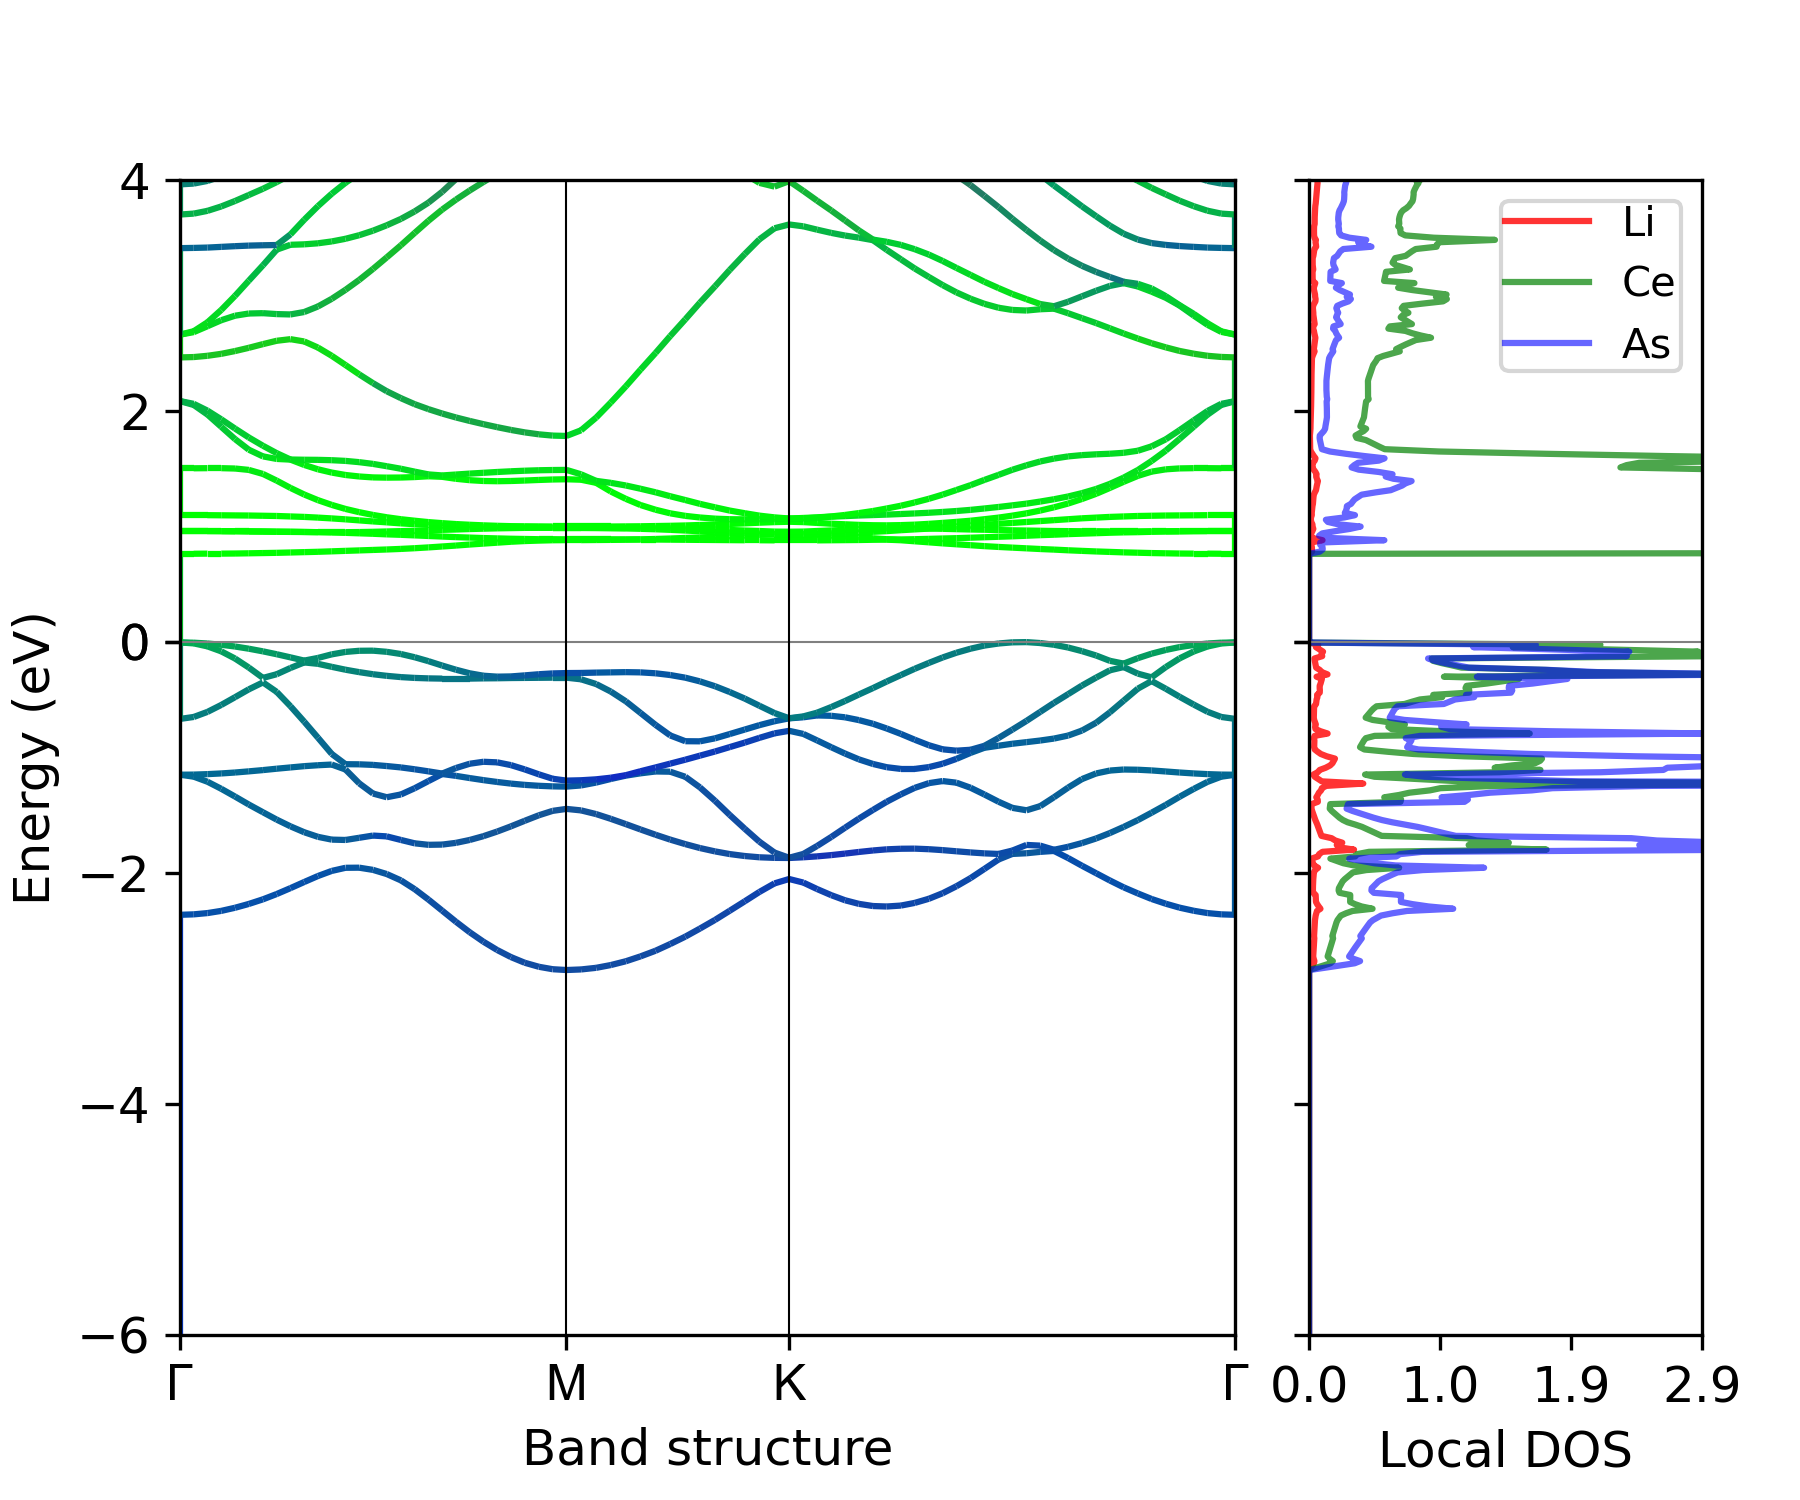 4
2
0
−2
−4
−6
Energy (eV)
Γ
M
K
Γ
Band structure
Li
Ce
As
0.0
1.0
1.9
2.9
Local DOS